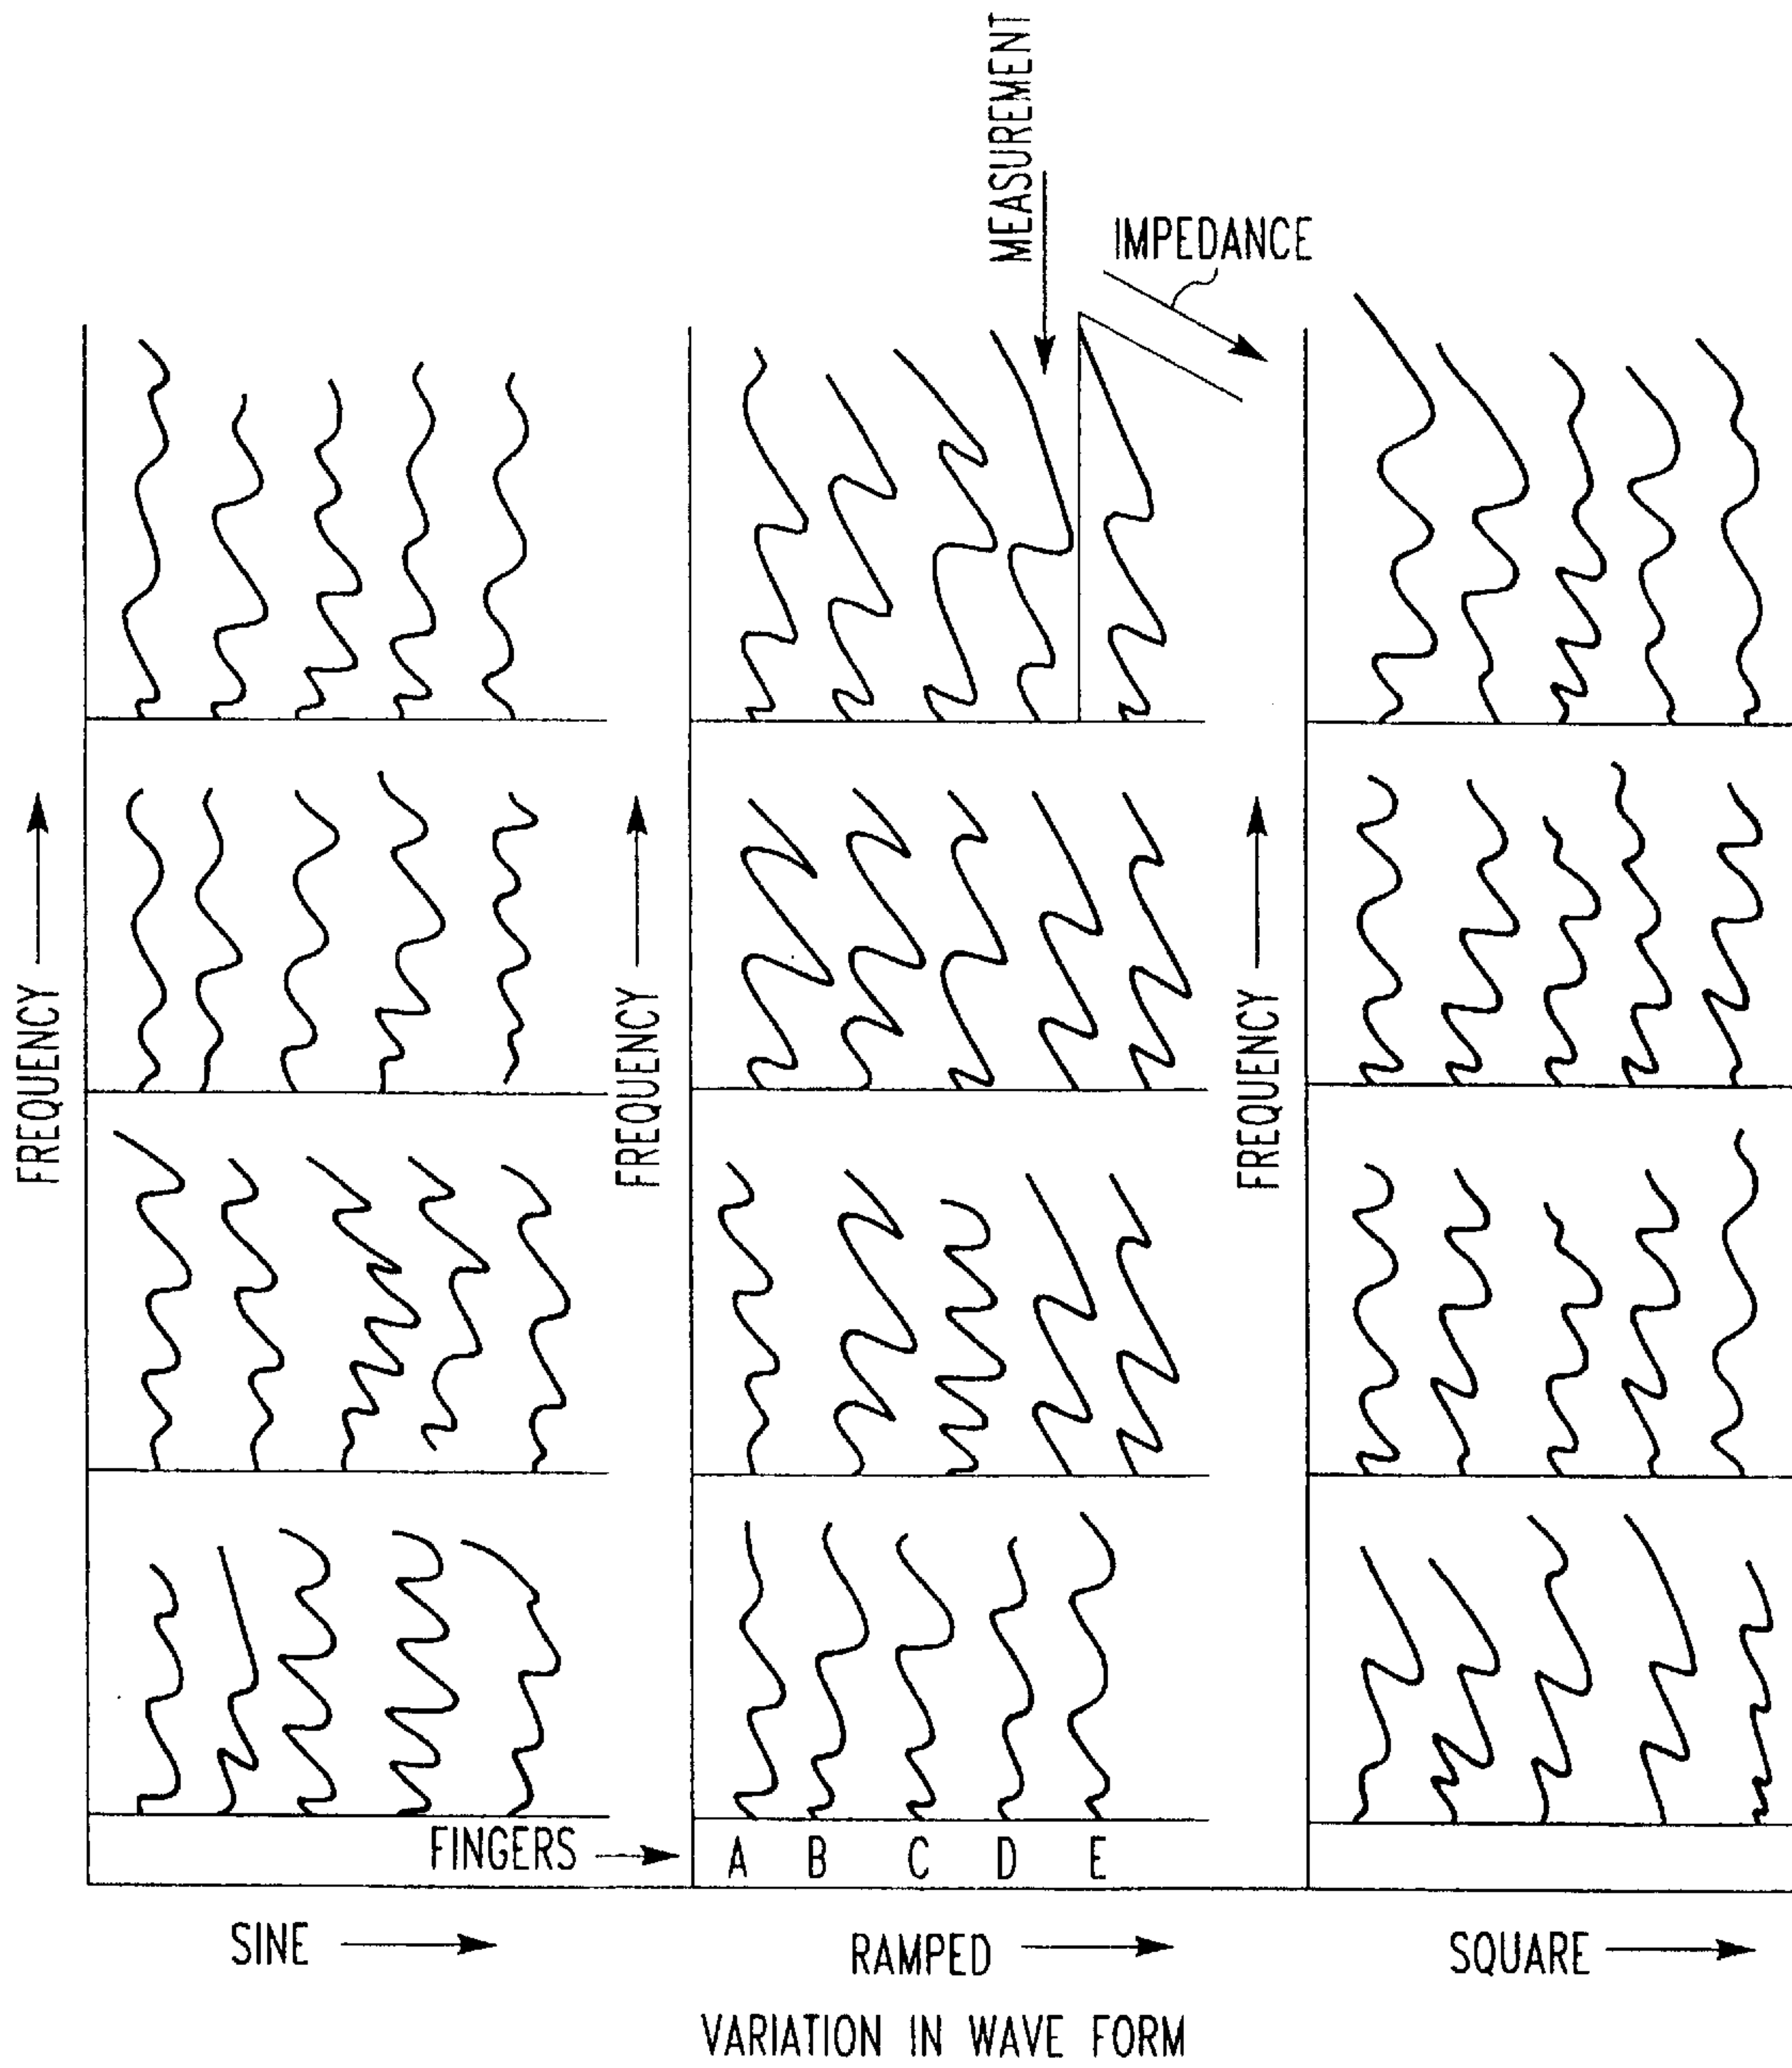 MEASUREMENT
IMPEDANCE
FREQUENCY
FREQUENCY
FREQUENCY
FINGERS
A B C D E
SINE
RAMPED
SQUARE
VARIATION IN WAVE FORM